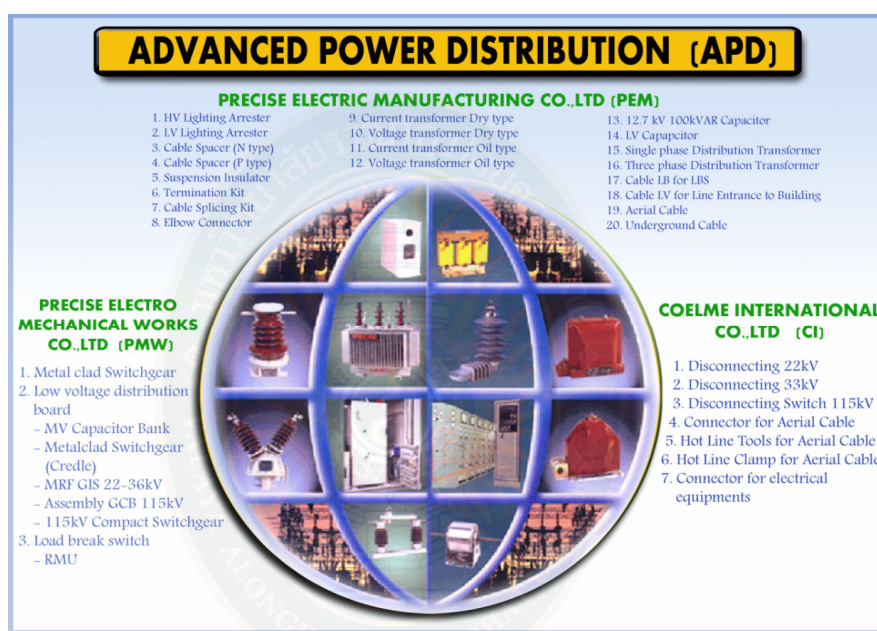 ADVANCED POWER DISTRIBUTION (APD)
PRECISE ELECTRIC MANUFACTURING CO.,LTD (PEM)
1. HV Lighting Arrester
2. LV Lighting Arrester
3. Cable Spacer (N type)
4. Cable Spacer (P type)
5. Suspension Insulator
6. Termination Kit
7. Cable Splicing Kit
8. Elbow Connector
9. Current transformer Dry type
10. Voltage transformer Dry type
11. Current transformer Oil type
12. Voltage transformer Oil type
13. 12.7 kV 100kVAR Capacitor
14. LV Capapcitor
15. Single phase Distribution Transformer
16. Three phase Distribution Transformer
17. Cable LB for LBS
18. Cable LV for Line Entrance to Building
19. Aerial Cable
20. Underground Cable
PRECISE ELECTRO
MECHANICAL WORKS
CO.,LTD (PMW)
1. Metal clad Switchgear
2. Low voltage distribution
board
- MV Capacitor Bank
- Metalclad Switchgear
(Credle)
- MRF GIS 22-36kV
- Assembly GCB 115kV
- 115kV Compact Switchgear
3. Load break switch
- RMU
COELME INTERNATIONAL
CO.,LTD (CI)
1. Disconnecting 22kV
2. Disconnecting 33kV
3. Disconnecting Switch 115kV
4. Connector for Aerial Cable
5. Hot Line Tools for Aerial Cable
6. Hot Line Clamp for Aerial Cable
7. Connector for electrical
equipments